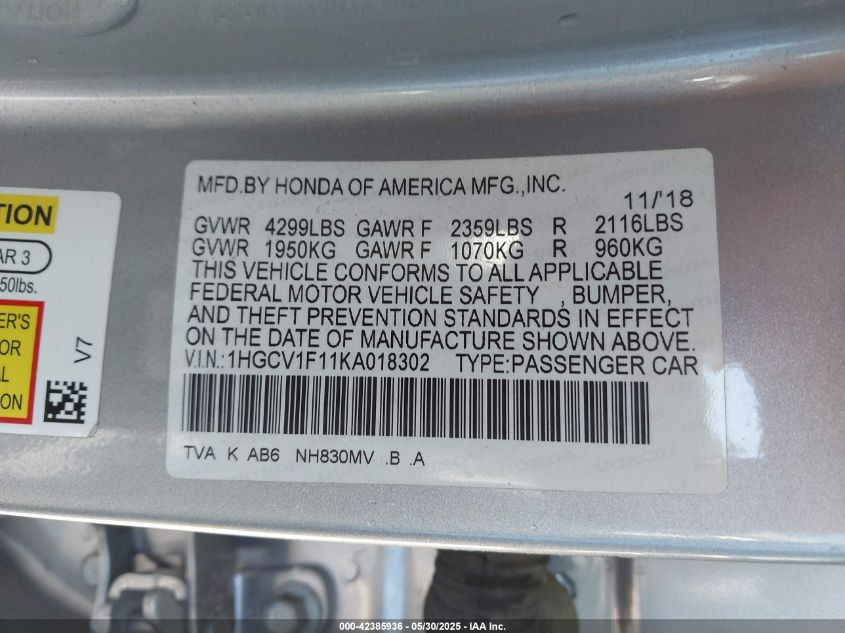 MFD.BY HONDA OF AMERICA MFG.,INC.
11/'18
GVWR 4299LBS GAWR F 2359LBS R 2116LBS
GVWR 1950KG GAWR F 1070KG R 960KG
THIS VEHICLE CONFORMS TO ALL APPLICABLE
FEDERAL MOTOR VEHICLE SAFETY , BUMPER,
AND THEFT PREVENTION STANDARDS IN EFFECT
ON THE DATE OF MANUFACTURE SHOWN ABOVE.
V.I.N.:1HGCV1F11KA018302 TYPE:PASSENGER CAR
TVA K AB6 NH830MV .B .A
TION
AR 3
50lbs.
ER'S
OR
AL
ION
V7
000-42385936 - 05/30/2025 - IAA Inc.